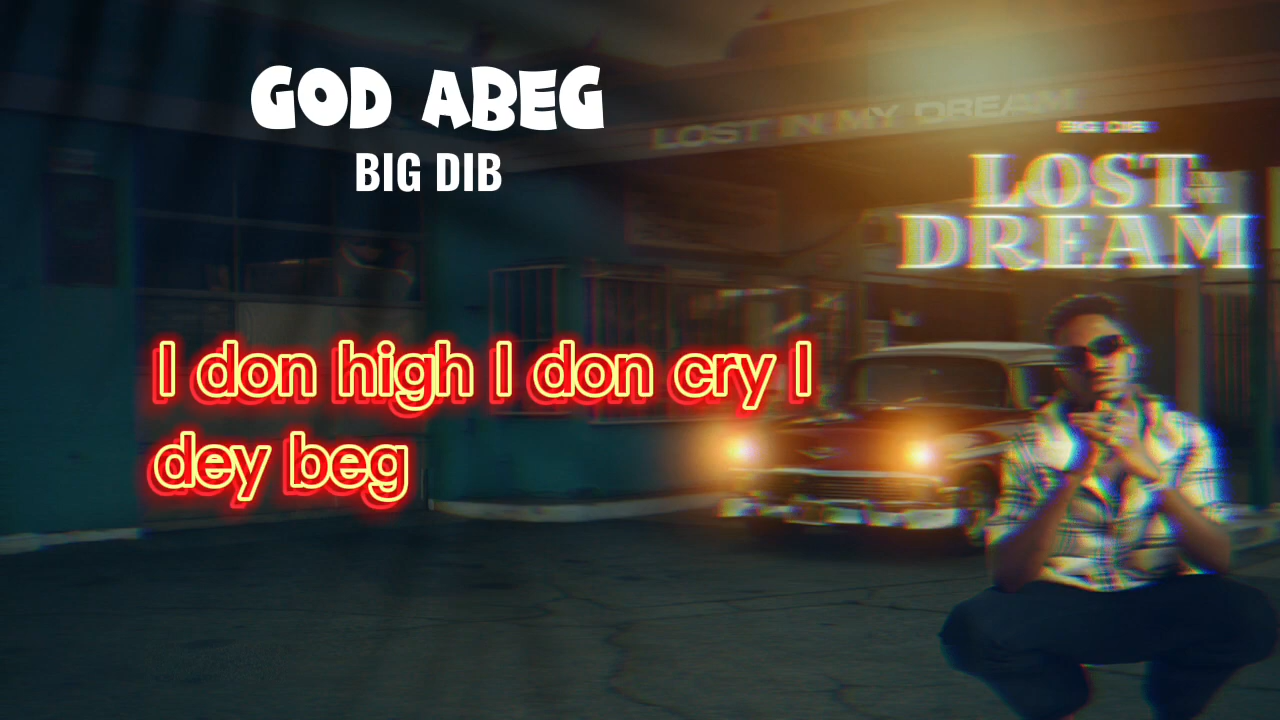 GOD ABEG
BIG DIB
LOST IN MY DREAM
BIG DIB
LOST
DREAM
I don high I don cry I
dey beg